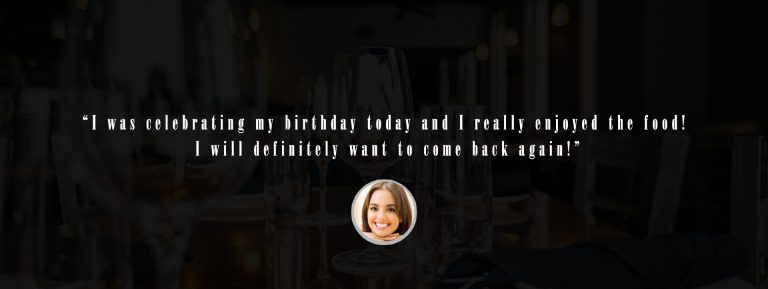 “I was celebrating my birthday today and I really enjoyed the food!
I will definitely want to come back again!”